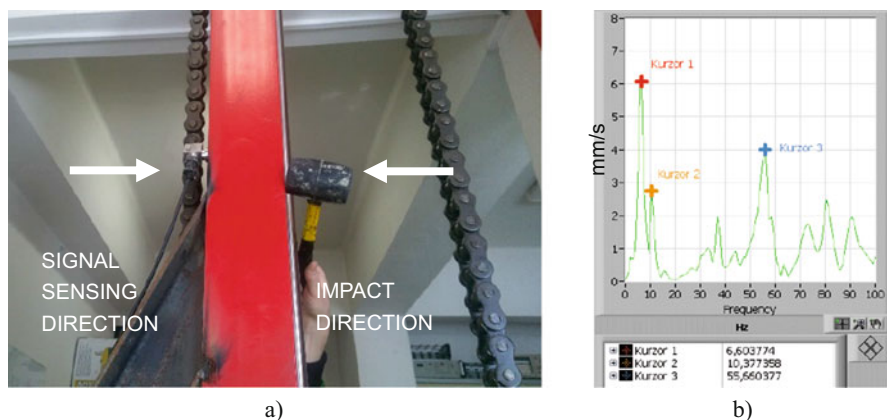 SIGNAL
SENSING
DIRECTION
IMPACT
DIRECTION
a)
8
7
6
5
4
3
2
1
0
mm/s
Kurzor 1
Kurzor 2
Kurzor 3
0 10 20 30 40 50 60 70 80 90 100
Frequency
Hz
Kurzor 1 6,603774
Kurzor 2 10,377358
Kurzor 3 55,660377
b)